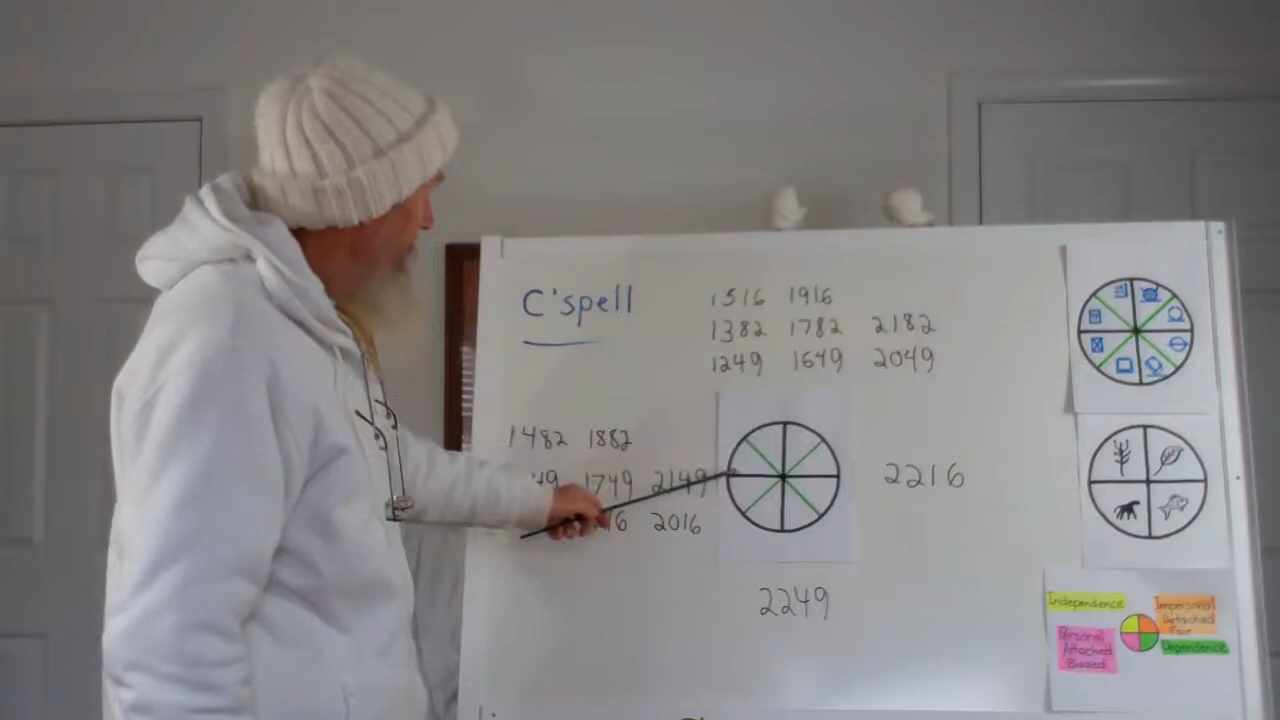 C'spell
1516 1916
1382 1782 2182
1249 1649 2049
1482 1882
1749 2149
2016
2216
2249
Independence
Impersonal
Detached
Fair
Personal
Attached
Biased
Dependence